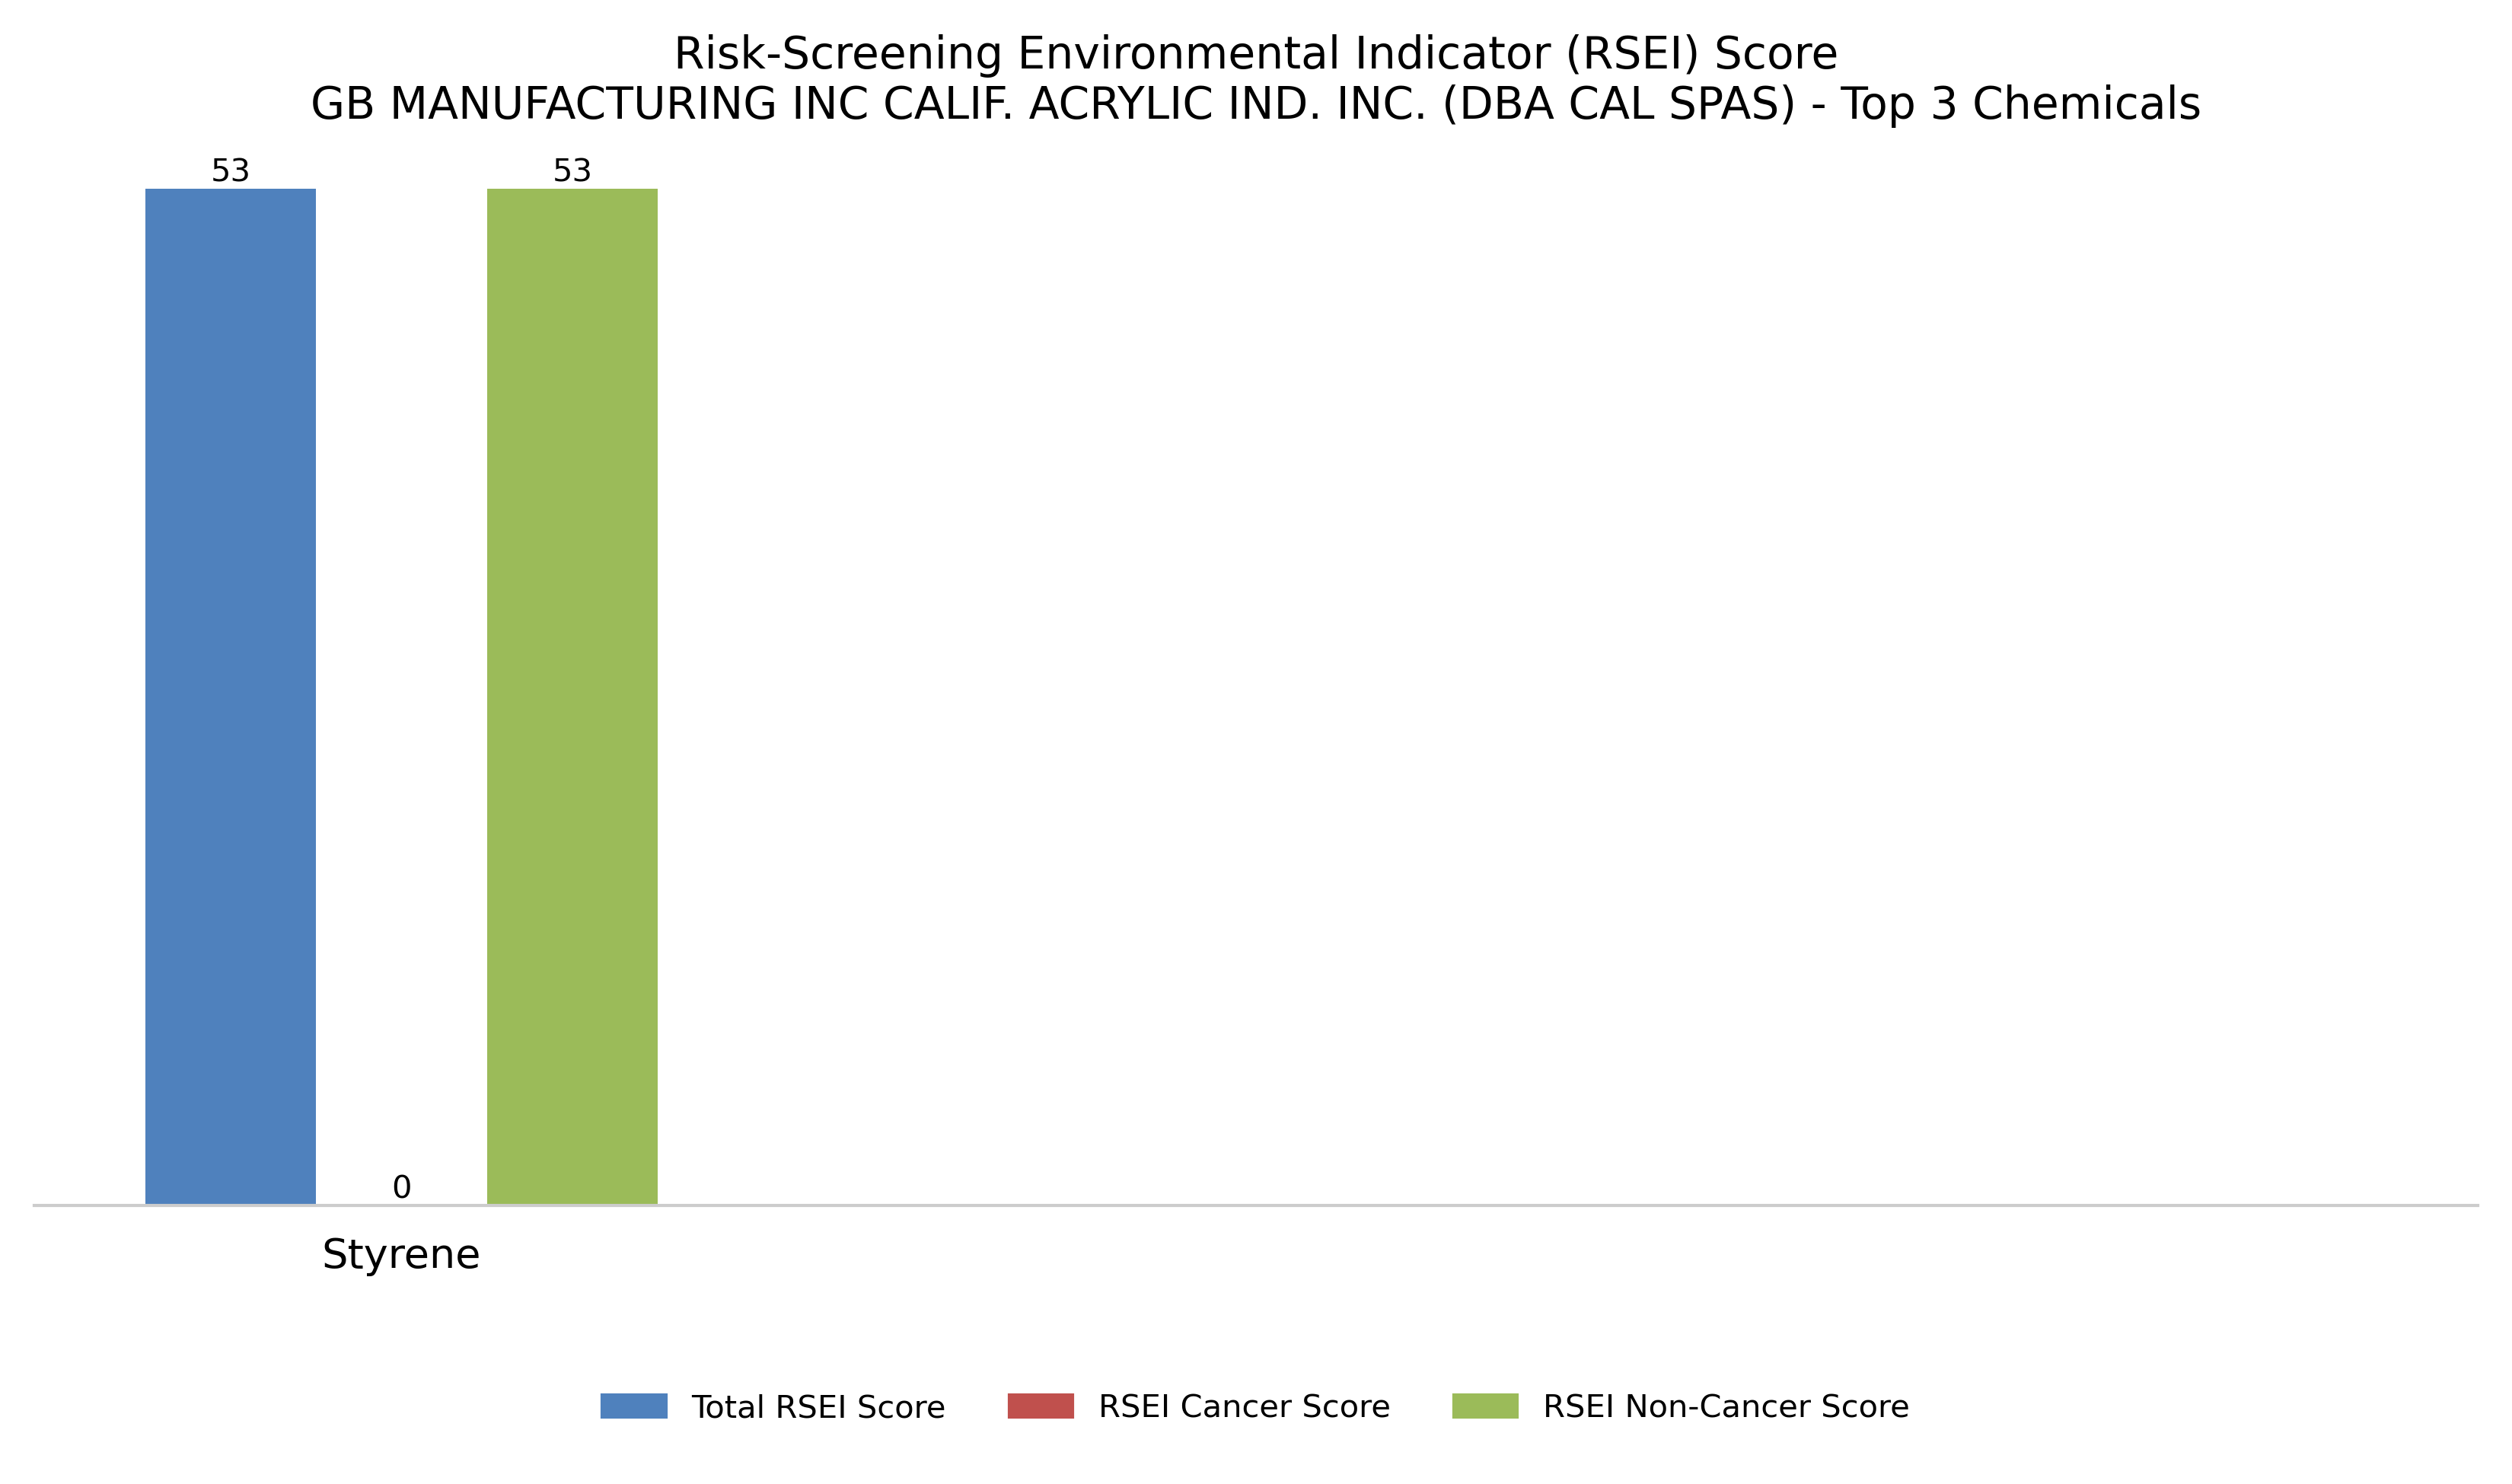 Risk-Screening Environmental Indicator (RSEI) Score
GB MANUFACTURING INC CALIF. ACRYLIC IND. INC. (DBA CAL SPAS) - Top 3 Chemicals
53
53
0
Styrene
Total RSEI Score
RSEI Cancer Score
RSEI Non-Cancer Score